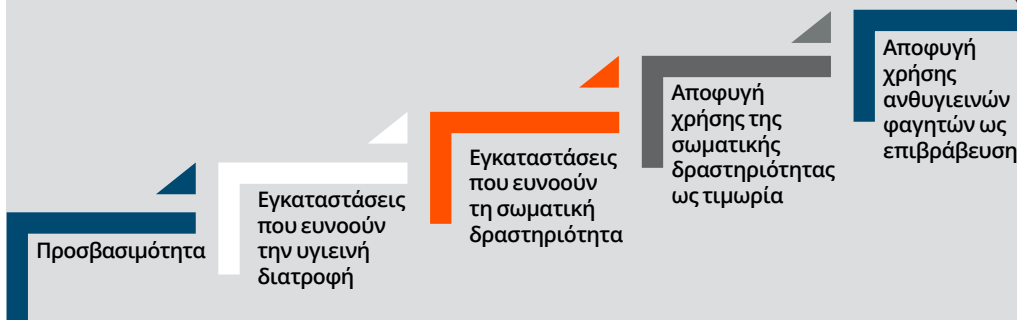 Προσβασιμότητα
Εγκαταστάσεις
που ευνοούν
την υγιεινή
διατροφή
Εγκαταστάσεις
που ευνοούν
τη σωματική
δραστηριότητα
Αποφυγή
χρήσης της
σωματικής
δραστηριότητας
ως τιμωρία
Αποφυγή
χρήσης
ανθυγιεινών
φαγητών ως
επιβράβευση